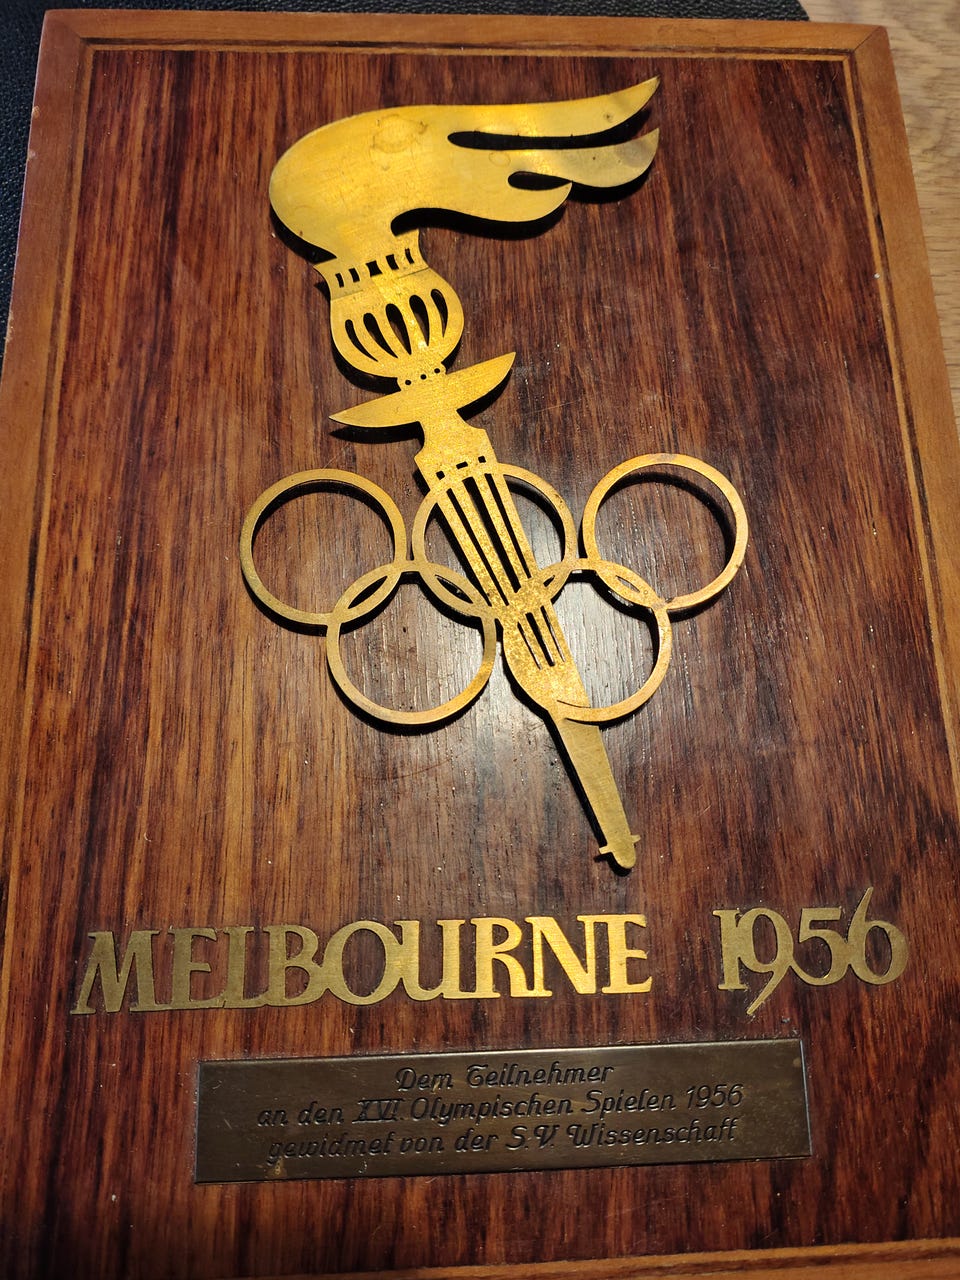 MELBOURNE 1956
Dem Teilnehmer
an den XVI. Olympischen Spielen 1956
gewidmet von der S.V. Wissenschaft